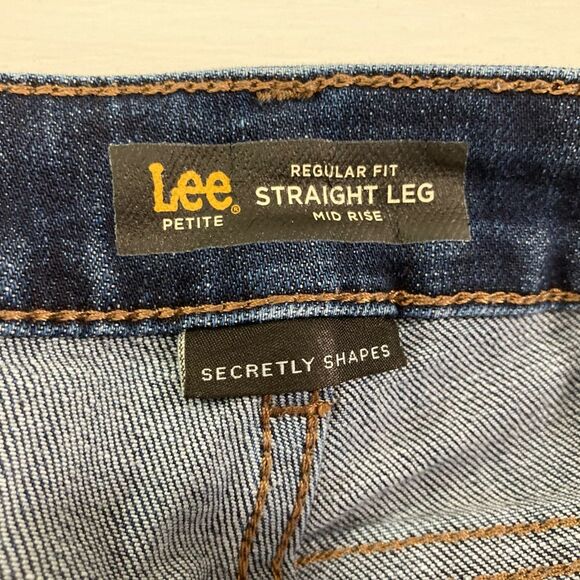 Lee®
PETITE
REGULAR FIT
STRAIGHT LEG
MID RISE
SECRETLY SHAPES